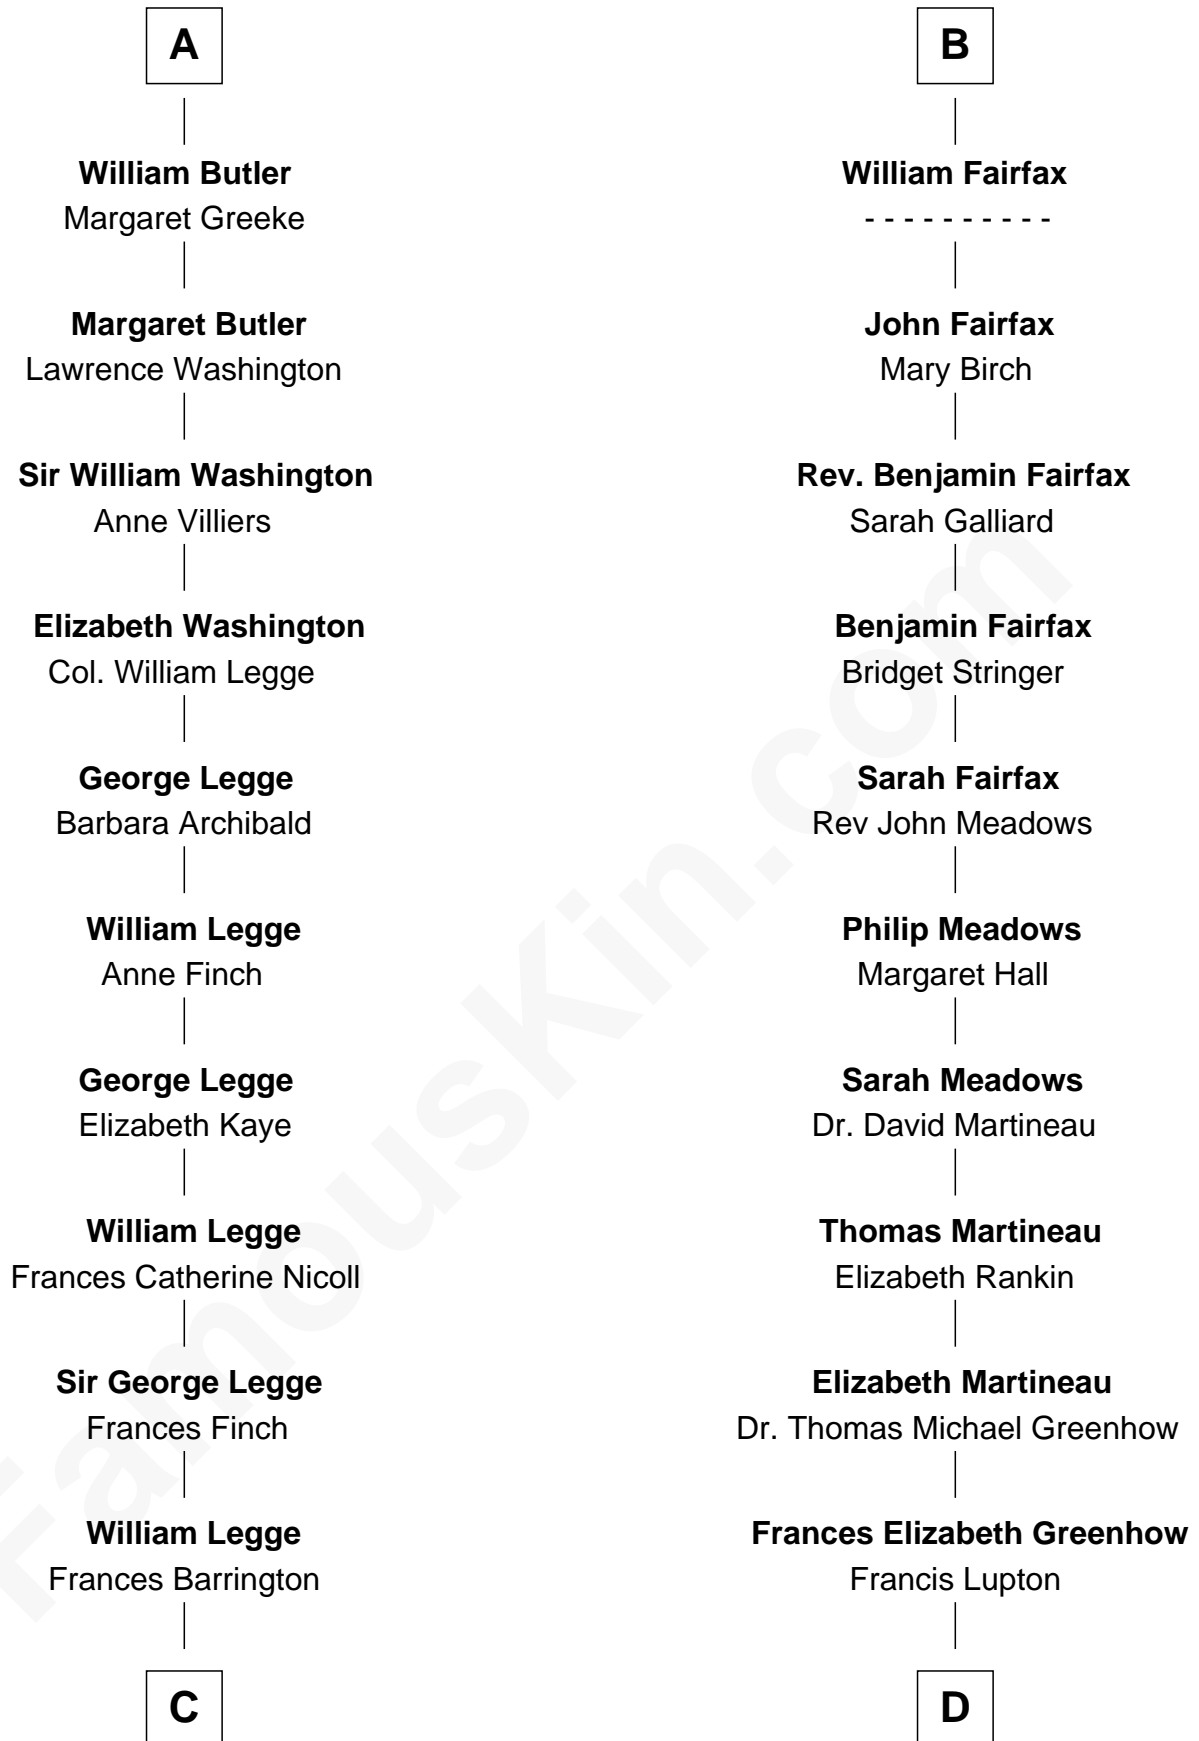 A
William Butler
Margaret Greeke
Margaret Butler
Lawrence Washington
Sir William Washington
Anne Villiers
Elizabeth Washington
Col. William Legge
George Legge
Barbara Archibald
William Legge
Anne Finch
George Legge
Elizabeth Kaye
William Legge
Frances Catherine Nicoll
Sir George Legge
Frances Finch
William Legge
Frances Barrington
C
B
William Fairfax
- - - - - - - - - -
John Fairfax
Mary Birch
Rev. Benjamin Fairfax
Sarah Galliard
Benjamin Fairfax
Bridget Stringer
Sarah Fairfax
Rev John Meadows
Philip Meadows
Margaret Hall
Sarah Meadows
Dr. David Martineau
Thomas Martineau
Elizabeth Rankin
Elizabeth Martineau
Dr. Thomas Michael Greenhow
Frances Elizabeth Greenhow
Francis Lupton
D
FamousKin.com